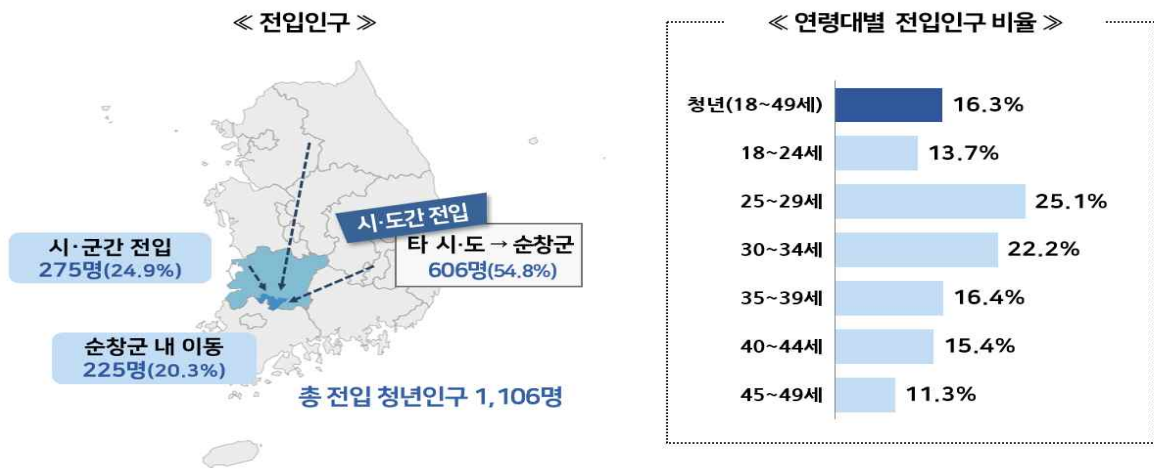 ≪ 전입인구 ≫
시·도간 전입
타 시·도 → 순창군
606명(54.8%)
시·군간 전입
275명(24.9%)
순창군 내 이동
225명(20.3%)
총 전입 청년인구 1,106명
≪ 연령대별 전입인구 비율 ≫
청년(18~49세) 16.3%
18~24세 13.7%
25~29세 25.1%
30~34세 22.2%
35~39세 16.4%
40~44세 15.4%
45~49세 11.3%